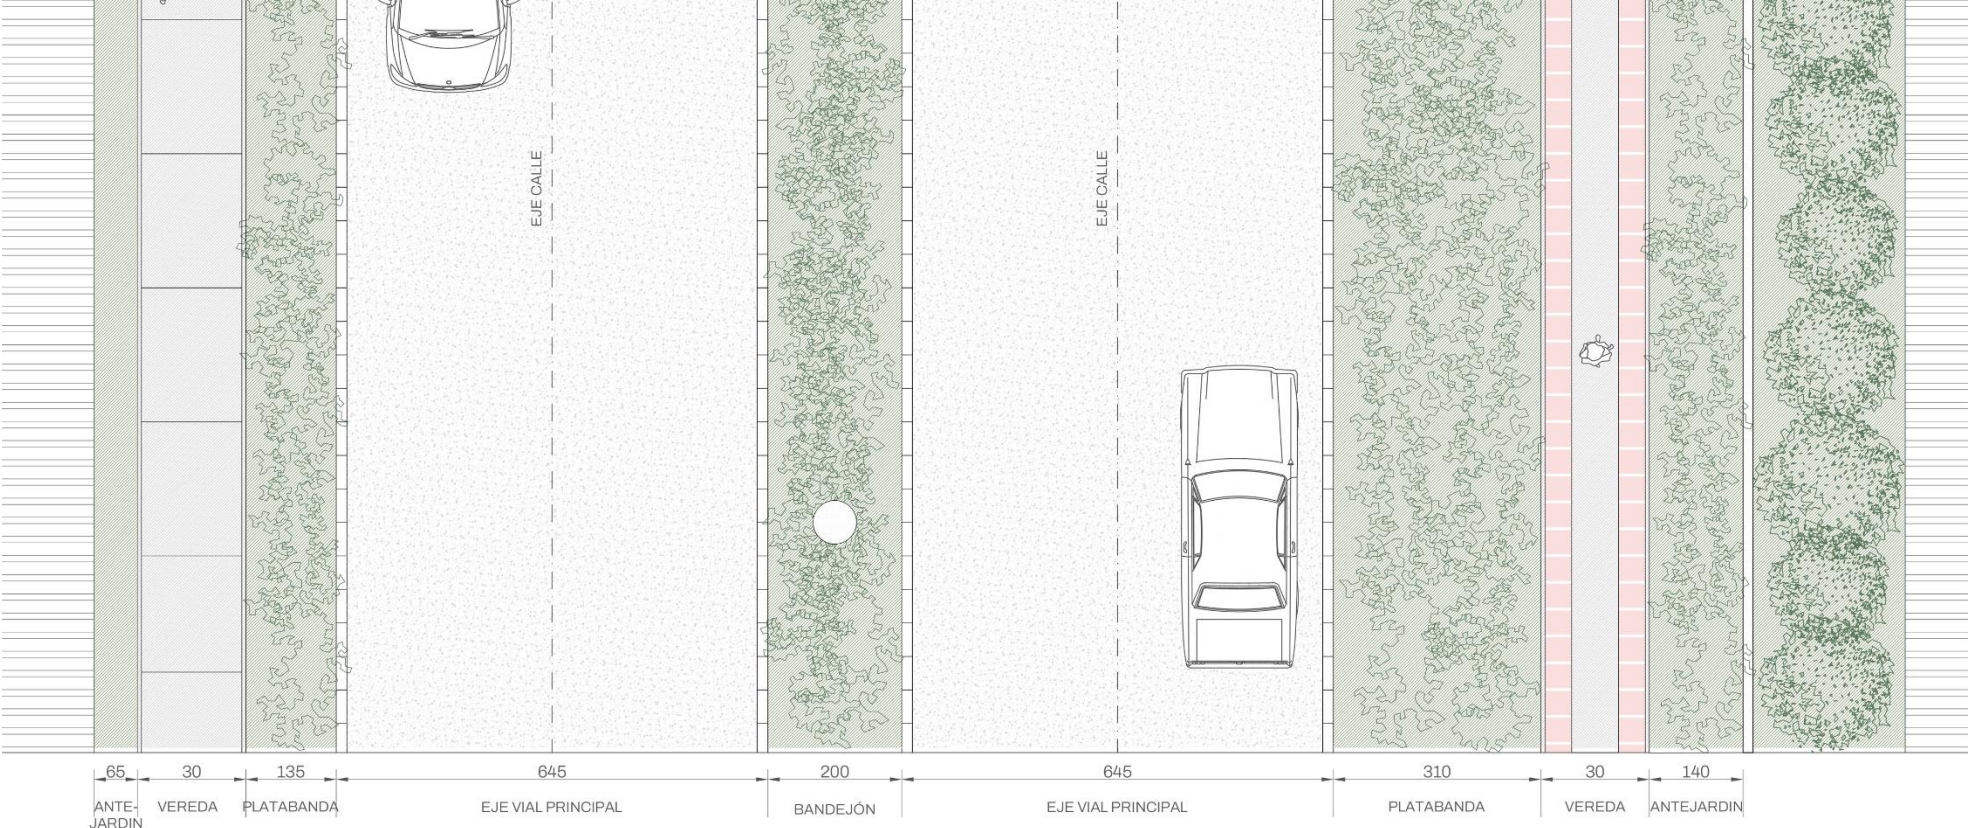 EJE CALLE
EJE CALLE
65 30 135 645 200 645 310 30 140
ANTE-
JARDIN
VEREDA
PLATABANDA
EJE VIAL PRINCIPAL
BANDEJÓN
EJE VIAL PRINCIPAL
PLATABANDA
VEREDA
ANTEJARDIN